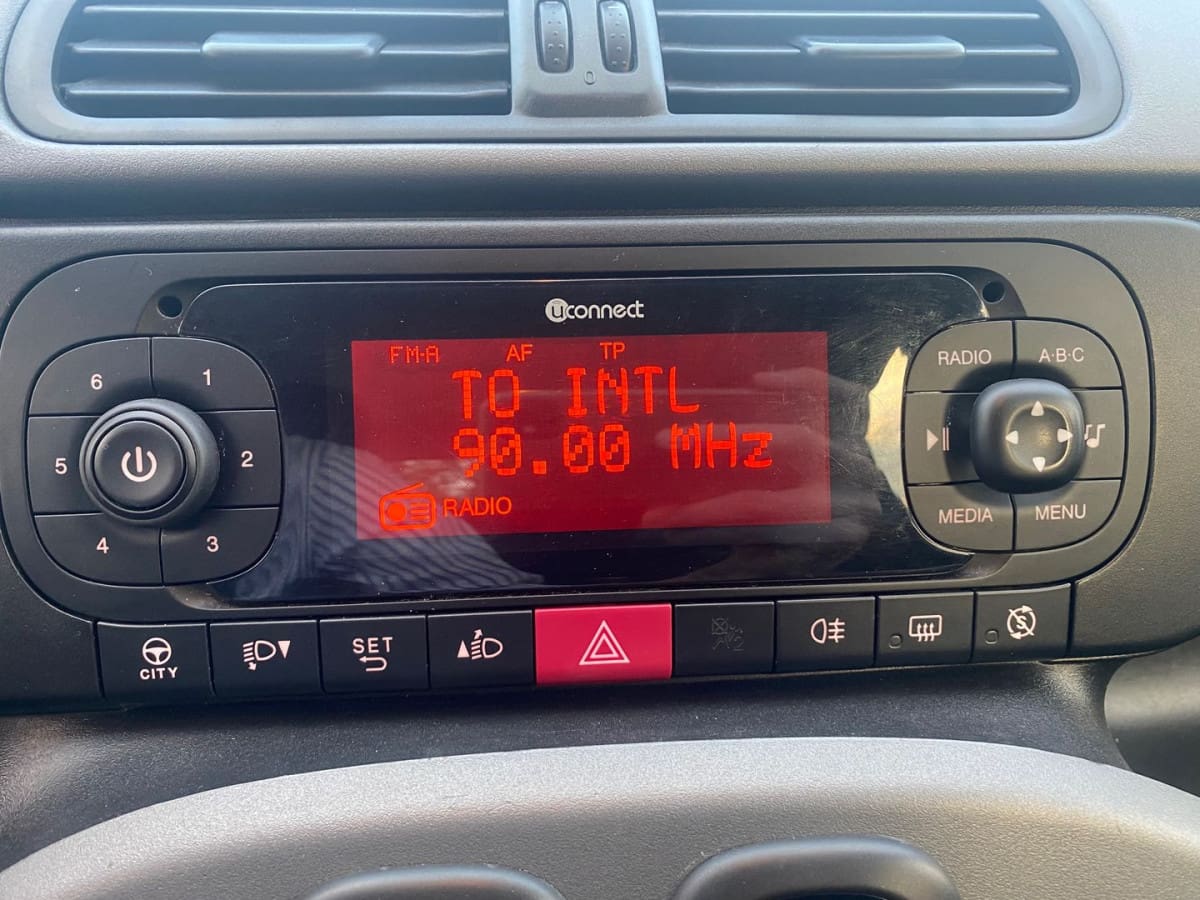 uconnect
FM-A AF TP
TO INTL
90.00 MHz
RADIO
6 1
5 2
4 3
RADIO A·B·C
MEDIA MENU
CITY
SET